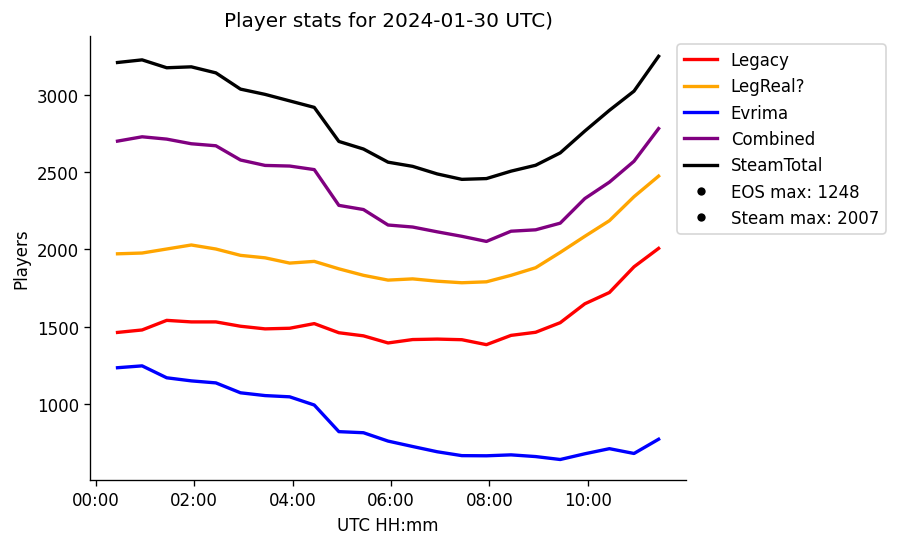 Player stats for 2024-01-30 UTC)
Legacy
LegReal?
Evrima
Combined
SteamTotal
EOS max: 1248
Steam max: 2007
Players
3000
2500
2000
1500
1000
00:00 02:00 04:00 06:00 08:00 10:00
UTC HH:mm